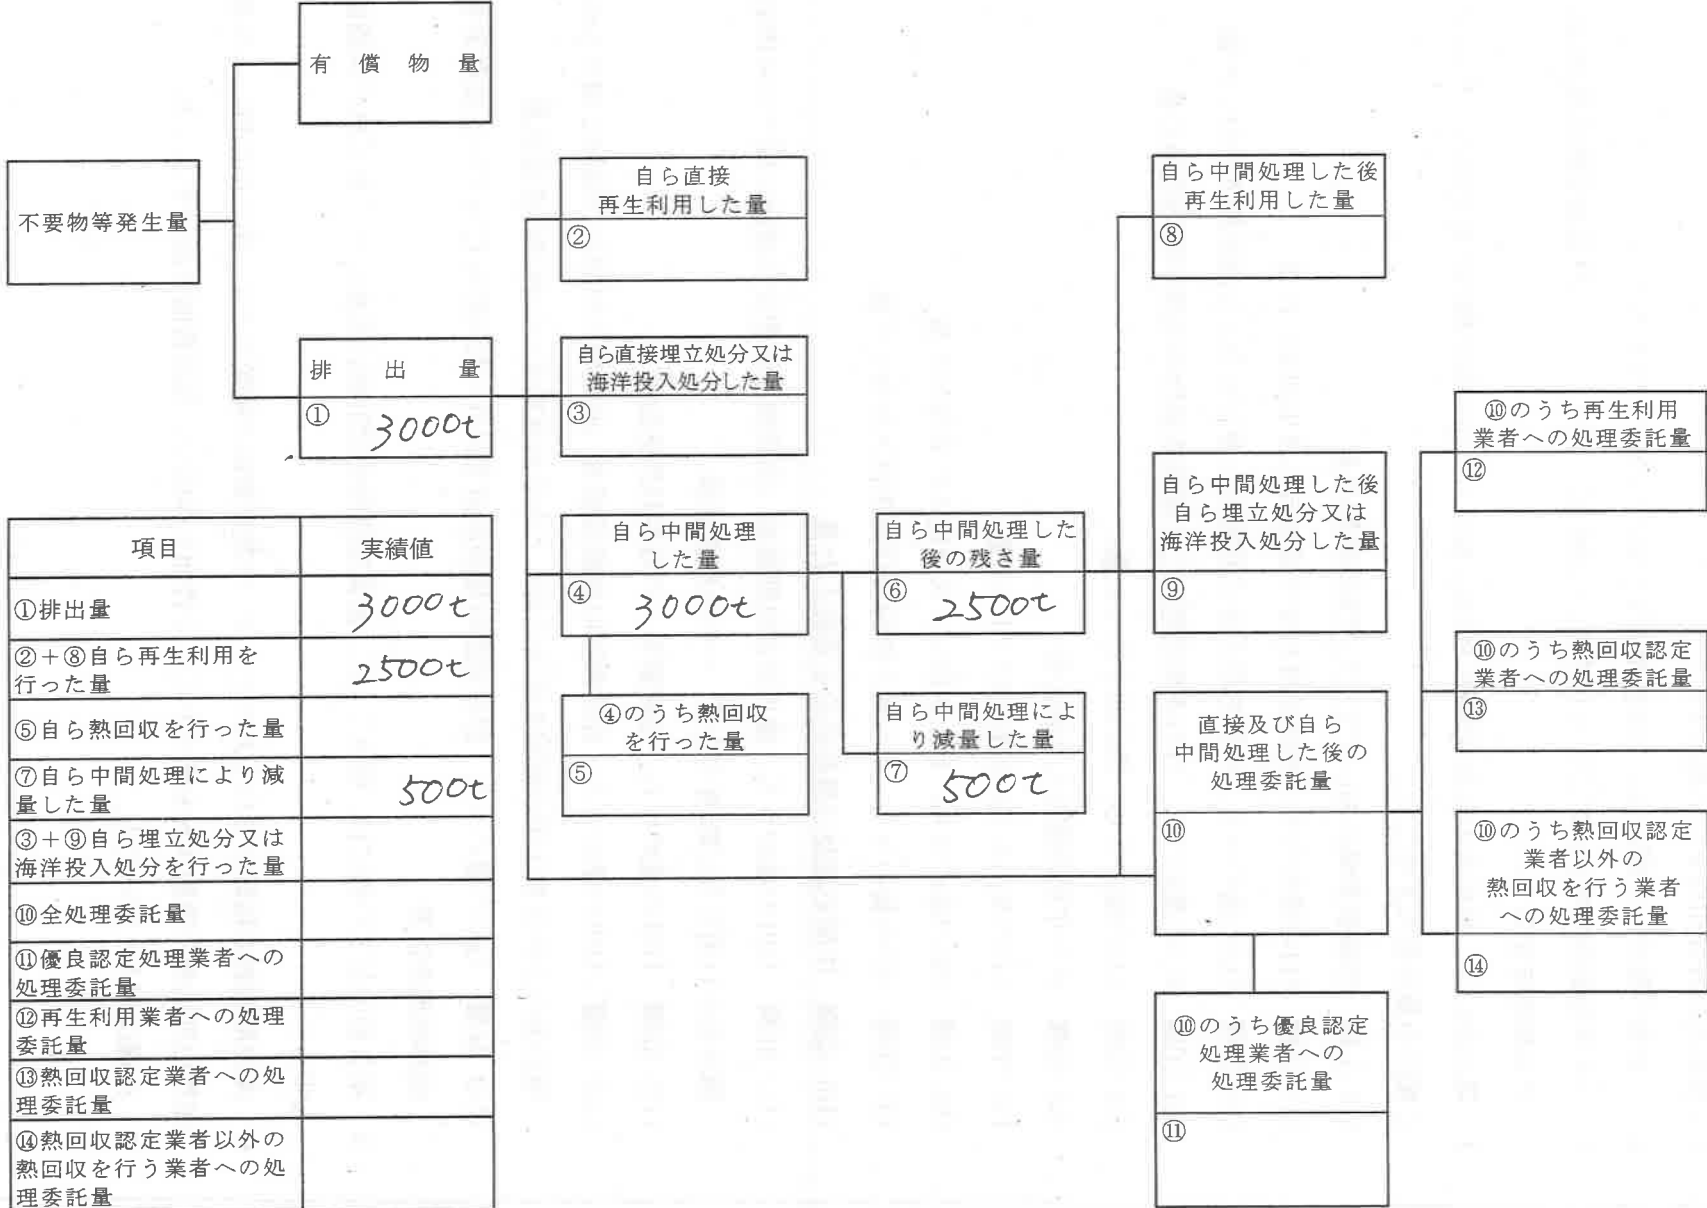 有償物量
不要物等発生量
排出量
① 3000t
自ら直接
再生利用した量
②
自ら直接埋立処分又は
海洋投入処分した量
③
自ら中間処理
した量
④ 3000t
④のうち熱回収
を行った量
⑤
自ら中間処理した
後の残さ量
⑥ 2500t
自ら中間処理によ
り減量した量
⑦ 500t
自ら中間処理した後
再生利用した量
⑧
自ら中間処理した後
自ら埋立処分又は
海洋投入処分した量
⑨
直接及び自ら
中間処理した後の
処理委託量
⑩
⑩のうち優良認定
処理業者への
処理委託量
⑪
⑩のうち再生利用
業者への処理委託量
⑫
⑩のうち熱回収認定
業者への処理委託量
⑬
⑩のうち熱回収認定
業者以外の
熱回収を行う業者
への処理委託量
⑭
項目 実績値
①排出量 3000t
②+⑧自ら再生利用を
行った量 2500t
⑤自ら熱回収を行った量
⑦自ら中間処理により減
量した量 500t
③+⑨自ら埋立処分又は
海洋投入処分を行った量
⑩全処理委託量
⑪優良認定処理業者への
処理委託量
⑫再生利用業者への処理
委託量
⑬熱回収認定業者への処
理委託量
⑭熱回収認定業者以外の
熱回収を行う業者への処
理委託量